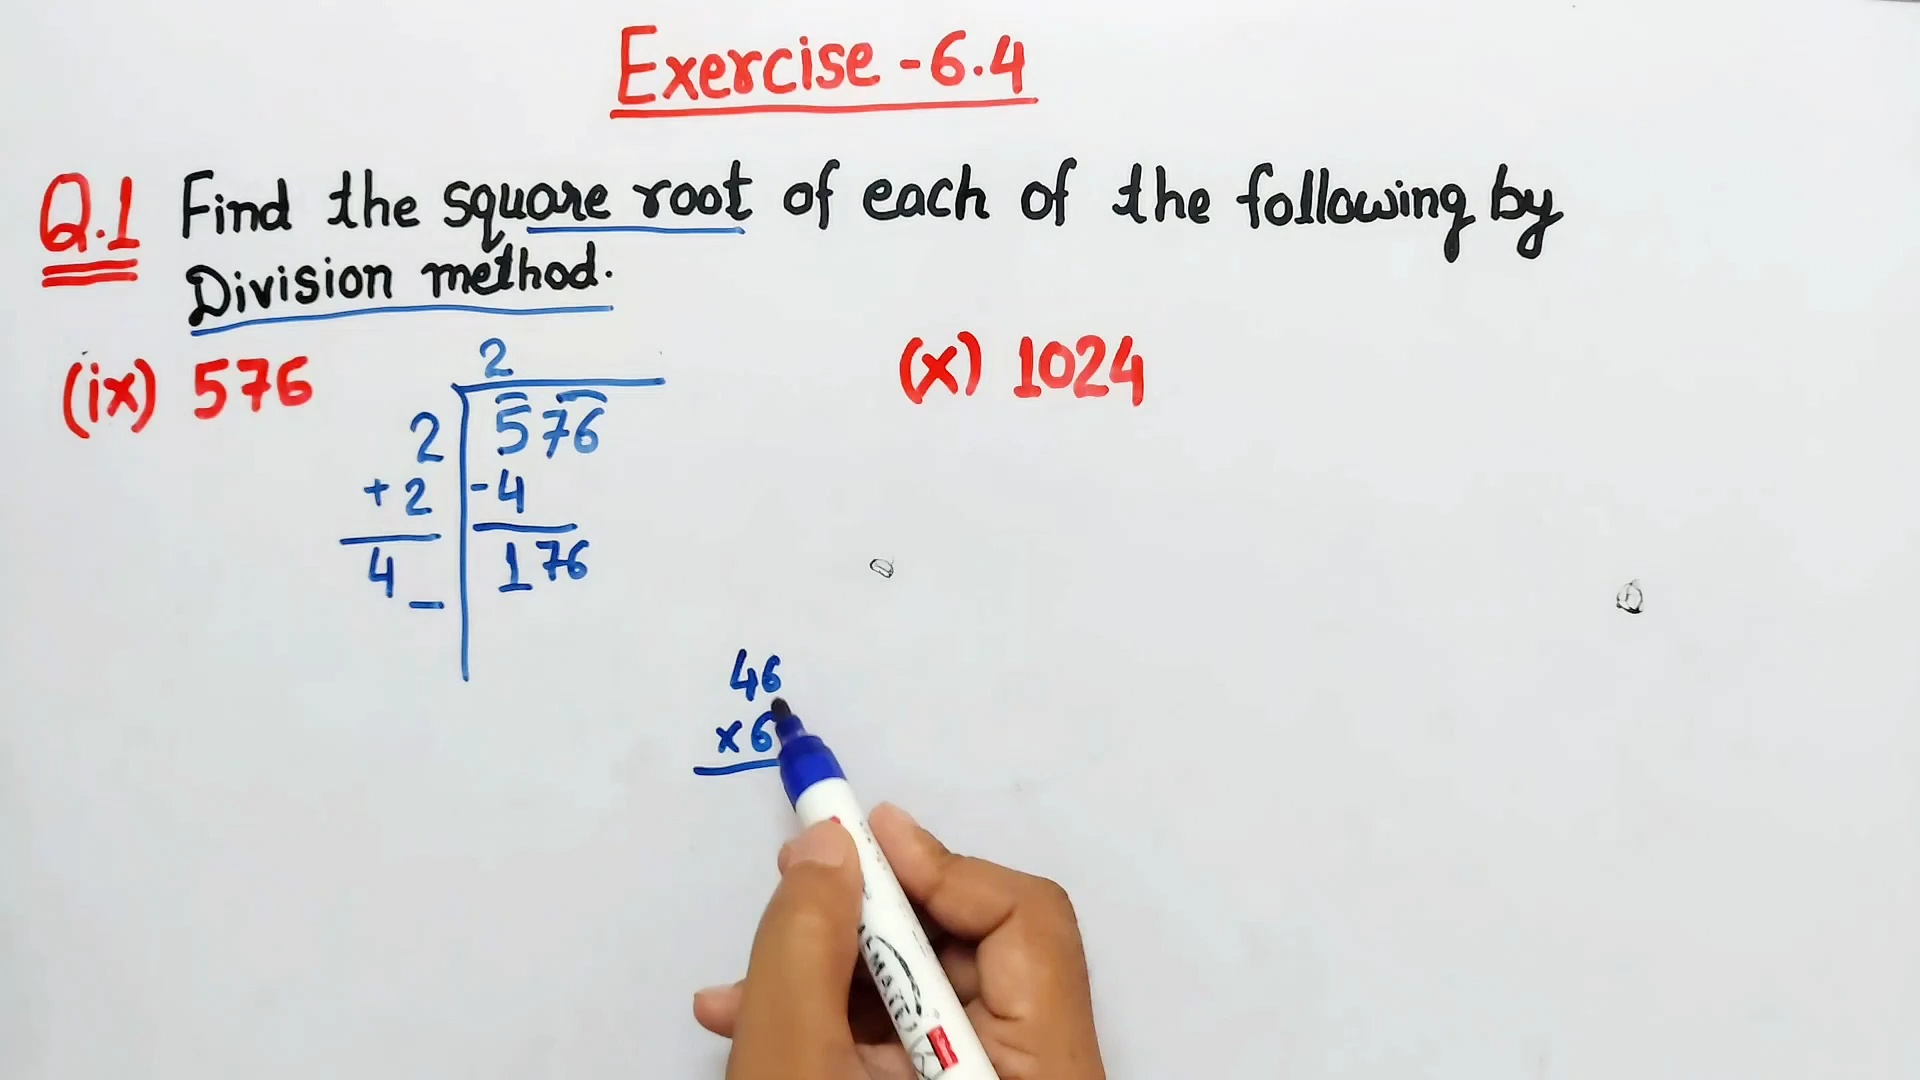 Exercise - 6.4
Q.1 Find the square root of each of the following by
Division method.
(ix) 576
2
2 576
+ 2 - 4
4 _ 176
(x) 1024
46
x 6